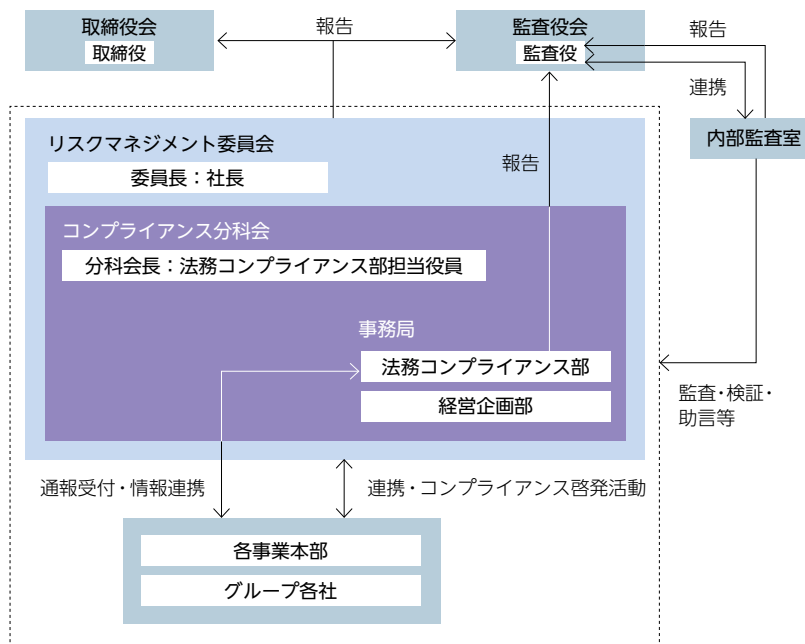 取締役会
取締役
報告
監査役会
監査役
報告
連携
内部監査室
リスクマネジメント委員会
委員長：社長
報告
コンプライアンス分科会
分科会長：法務コンプライアンス部担当役員
事務局
法務コンプライアンス部
経営企画部
監査・検証・
助言等
通報受付・情報連携
連携・コンプライアンス啓発活動
各事業本部
グループ各社